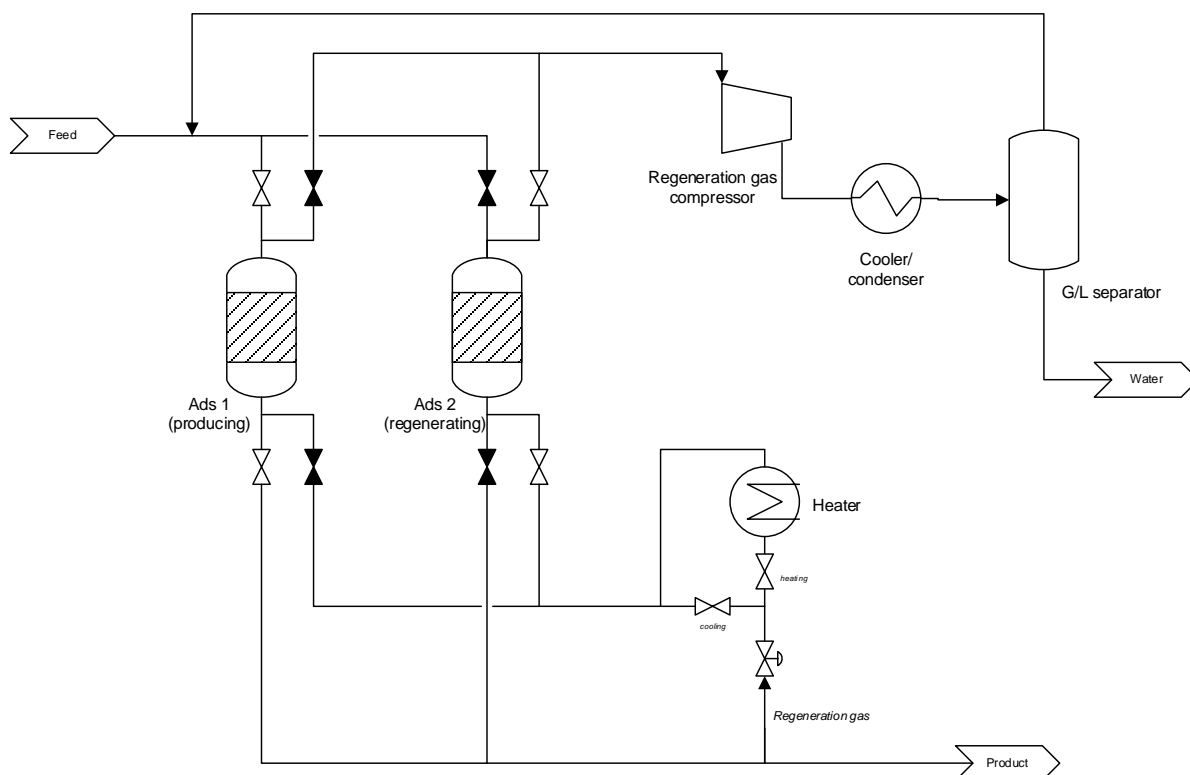 Feed
Regeneration gas
compressor
Cooler/
condenser
G/L separator
Water
Ads 1
(producing)
Ads 2
(regenerating)
Heater
heating
cooling
Regeneration gas
Product